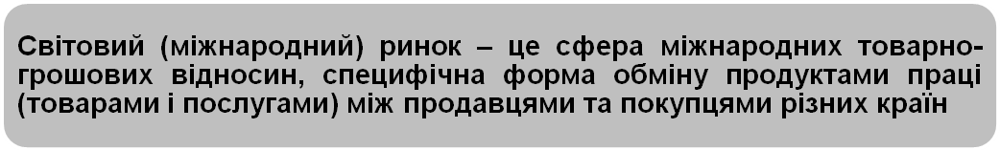 Світовий (міжнародний) ринок – це сфера міжнародних товарно-
грошових відносин, специфічна форма обміну продуктами праці
(товарами і послугами) між продавцями та покупцями різних країн